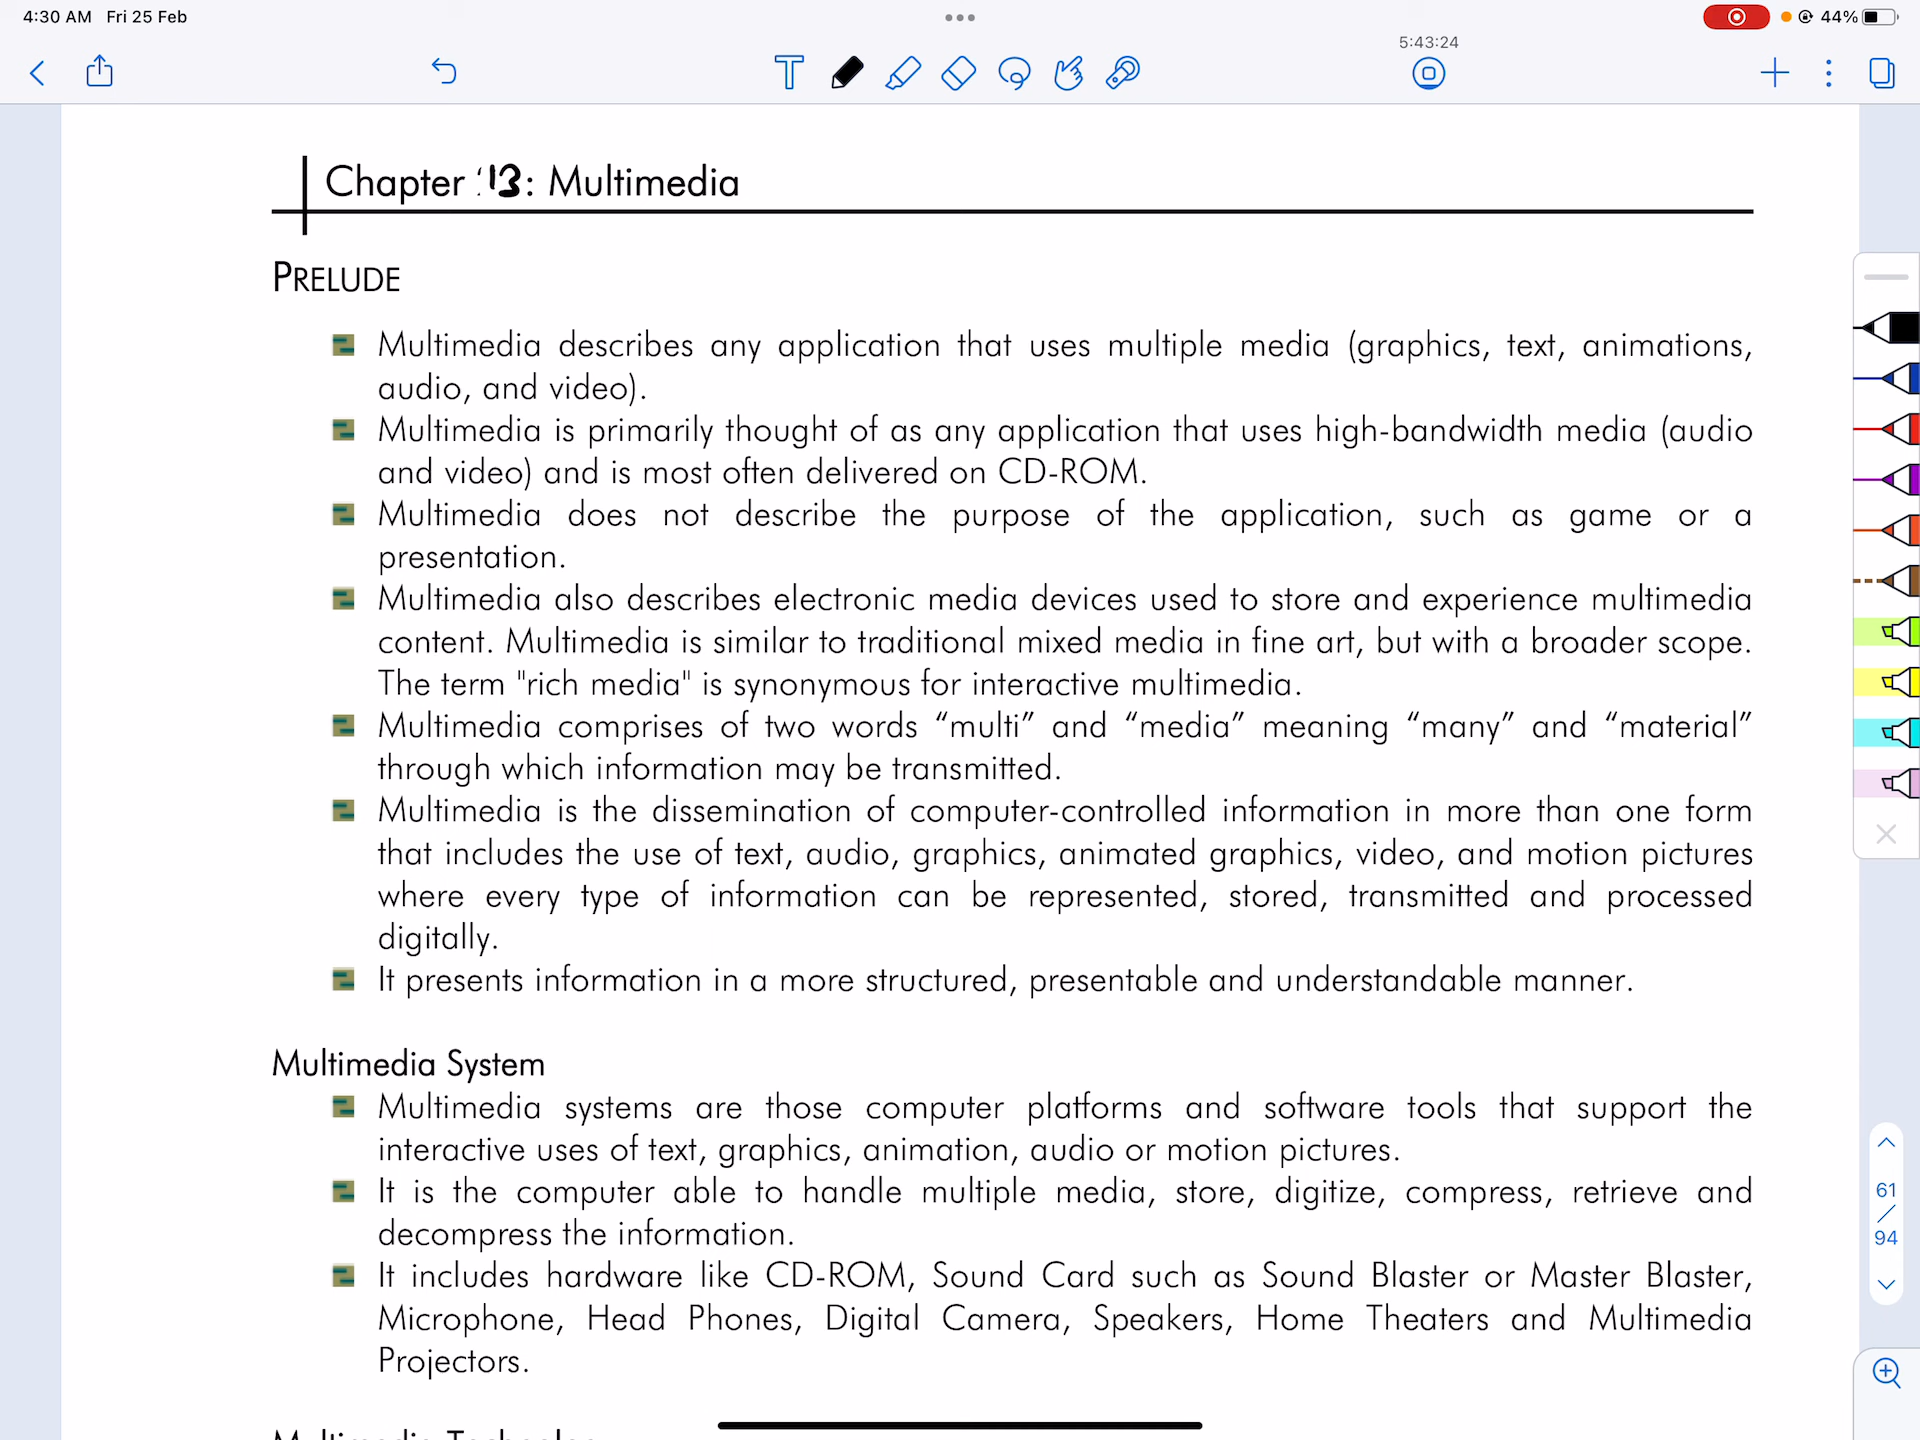 4:30 AM Fri 25 Feb
44%
5:43:24
Chapter 13: Multimedia
PRELUDE
Multimedia describes any application that uses multiple media (graphics, text, animations,
audio, and video).
Multimedia is primarily thought of as any application that uses high-bandwidth media (audio
and video) and is most often delivered on CD-ROM.
Multimedia does not describe the purpose of the application, such as game or a
presentation.
Multimedia also describes electronic media devices used to store and experience multimedia
content. Multimedia is similar to traditional mixed media in fine art, but with a broader scope.
The term "rich media" is synonymous for interactive multimedia.
Multimedia comprises of two words “multi” and “media” meaning “many” and “material”
through which information may be transmitted.
Multimedia is the dissemination of computer-controlled information in more than one form
that includes the use of text, audio, graphics, animated graphics, video, and motion pictures
where every type of information can be represented, stored, transmitted and processed
digitally.
It presents information in a more structured, presentable and understandable manner.
Multimedia System
Multimedia systems are those computer platforms and software tools that support the
interactive uses of text, graphics, animation, audio or motion pictures.
It is the computer able to handle multiple media, store, digitize, compress, retrieve and
decompress the information.
It includes hardware like CD-ROM, Sound Card such as Sound Blaster or Master Blaster,
Microphone, Head Phones, Digital Camera, Speakers, Home Theaters and Multimedia
Projectors.
61
/
94